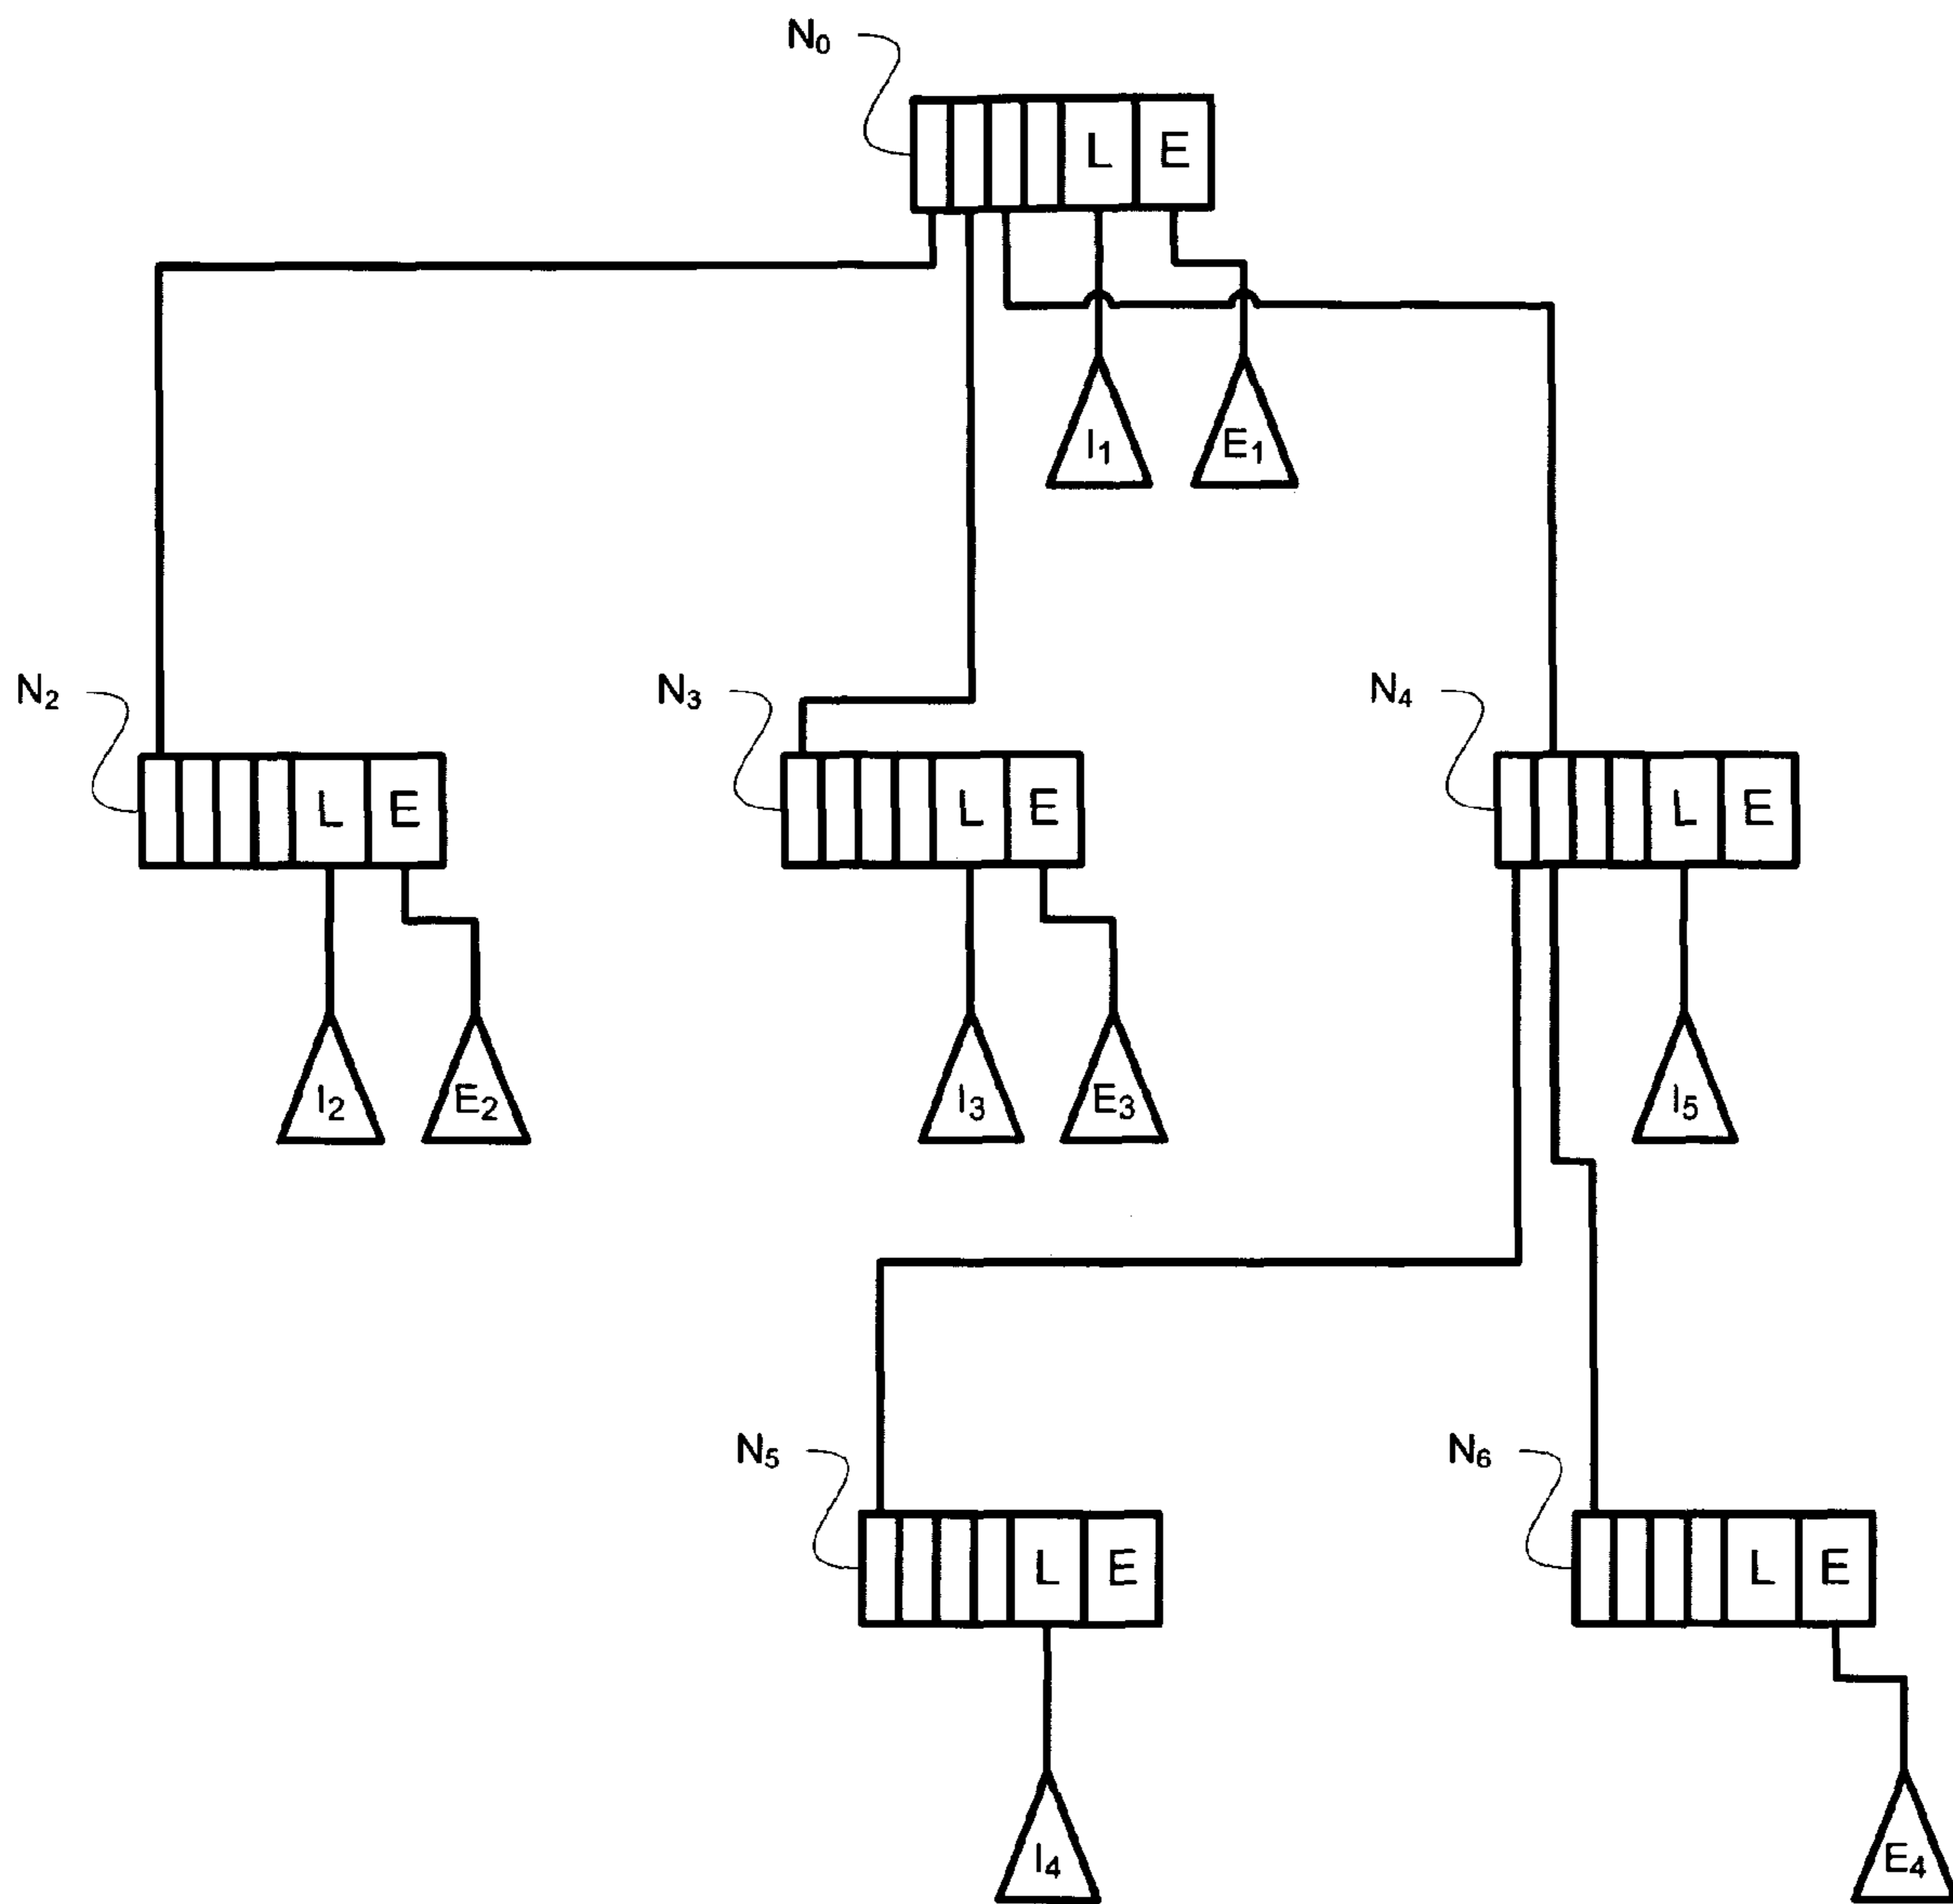 N₀
L E
I₁ E₁
N₂ N₃ N₄
L E L E L E
I₂ E₂ I₃ E₃ I₅
N₅ N₆
L E L E
I₄ E₄